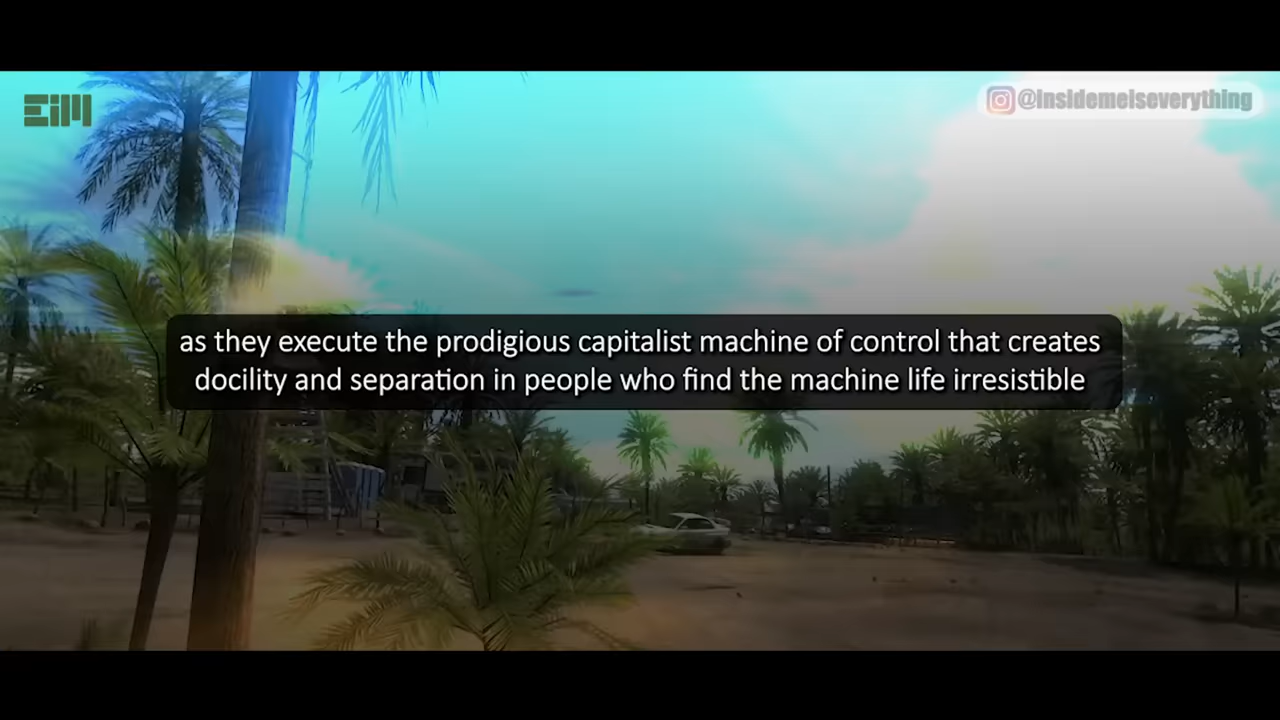 EiM
@insidemeiseverything
as they execute the prodigious capitalist machine of control that creates
docility and separation in people who find the machine life irresistible